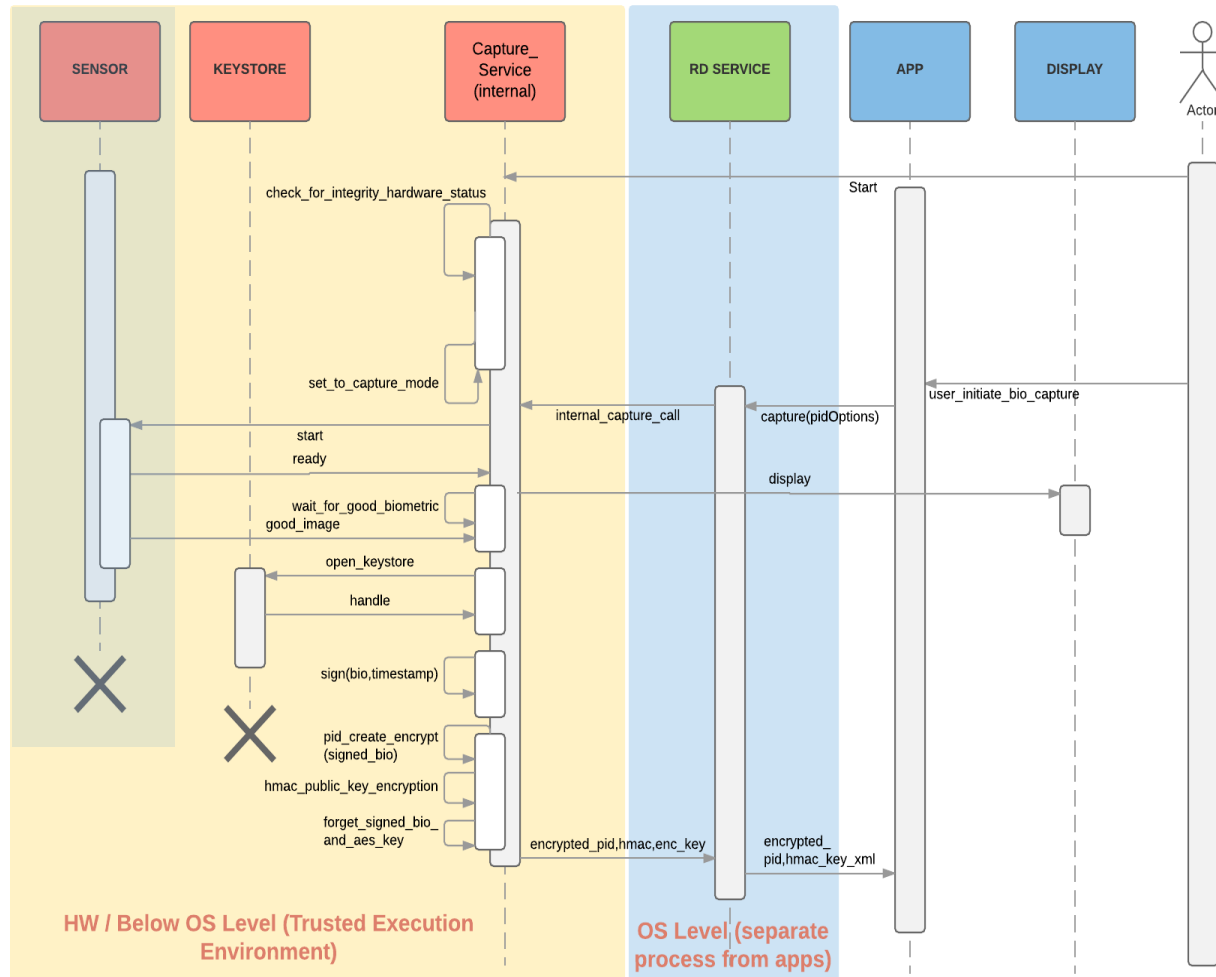 SENSOR
KEYSTORE
Capture_
Service
(internal)
RD SERVICE
APP
DISPLAY
Actor
Start
check_for_integrity_hardware_status
set_to_capture_mode
user_initiate_bio_capture
capture(pidOptions)
internal_capture_call
start
ready
display
wait_for_good_biometric
good_image
open_keystore
handle
sign(bio,timestamp)
pid_create_encrypt
(signed_bio)
hmac_public_key_encryption
forget_signed_bio_
and_aes_key
encrypted_pid,hmac,enc_key
encrypted_
pid,hmac_key_xml
HW / Below OS Level (Trusted Execution
Environment)
OS Level (separate
process from apps)